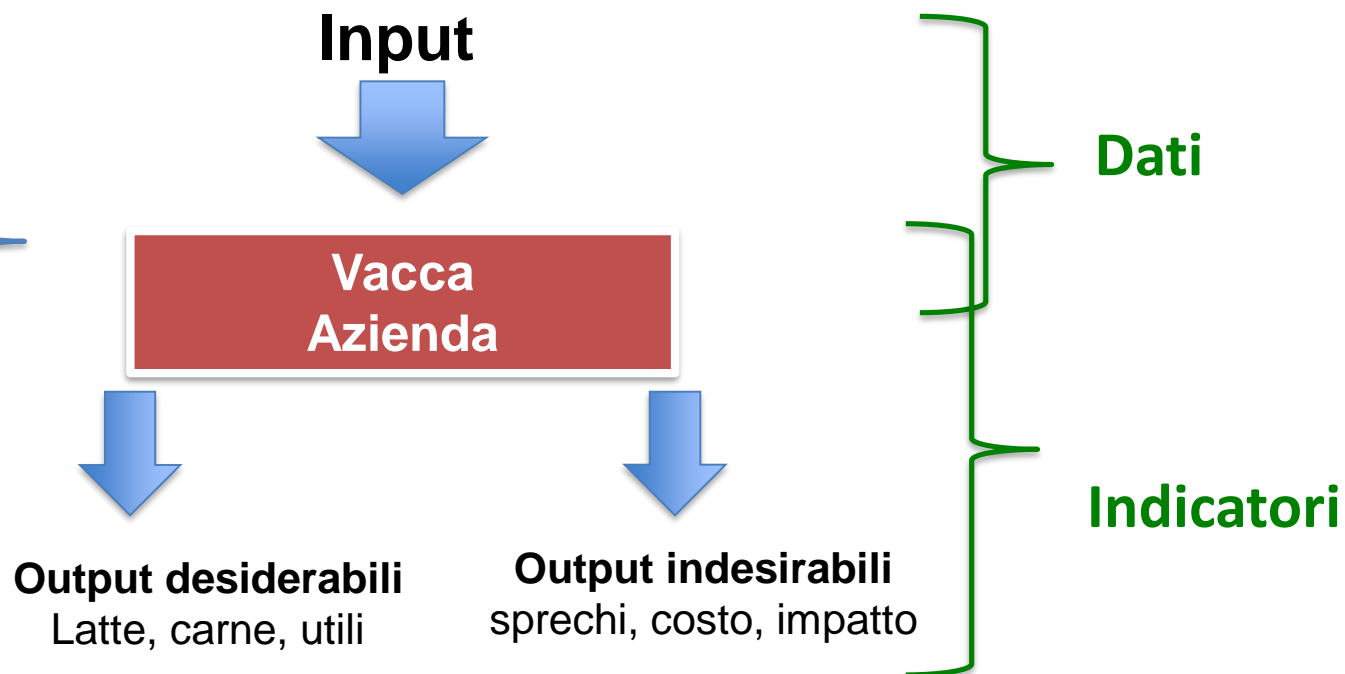 Input
Dati
Vacca
Azienda
Indicatori
Output desiderabili
Latte, carne, utili
Output indesirabili
sprechi, costo, impatto